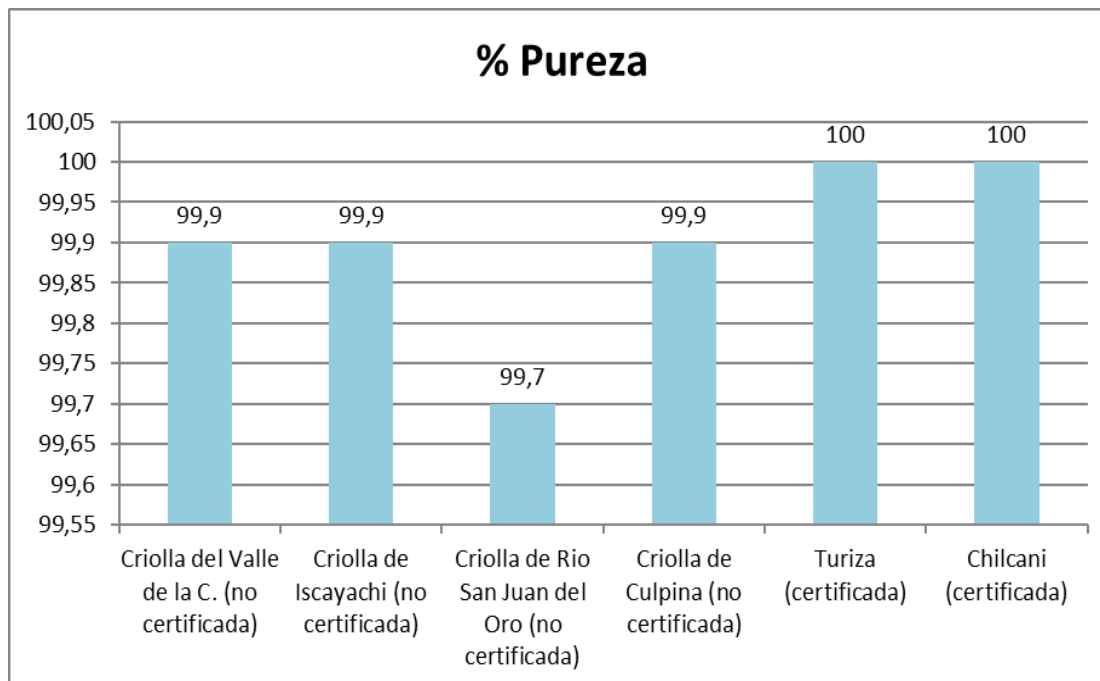 % Pureza
100,05
100
99,95
99,9
99,85
99,8
99,75
99,7
99,65
99,6
99,55
99,9
99,9
99,7
99,9
100
100
Criolla del Valle
de la C. (no
certificada)
Criolla de
Iscayachi (no
certificada)
Criolla de Rio
San Juan del
Oro (no
certificada)
Criolla de
Culpina (no
certificada)
Turiza
(certificada)
Chilcani
(certificada)